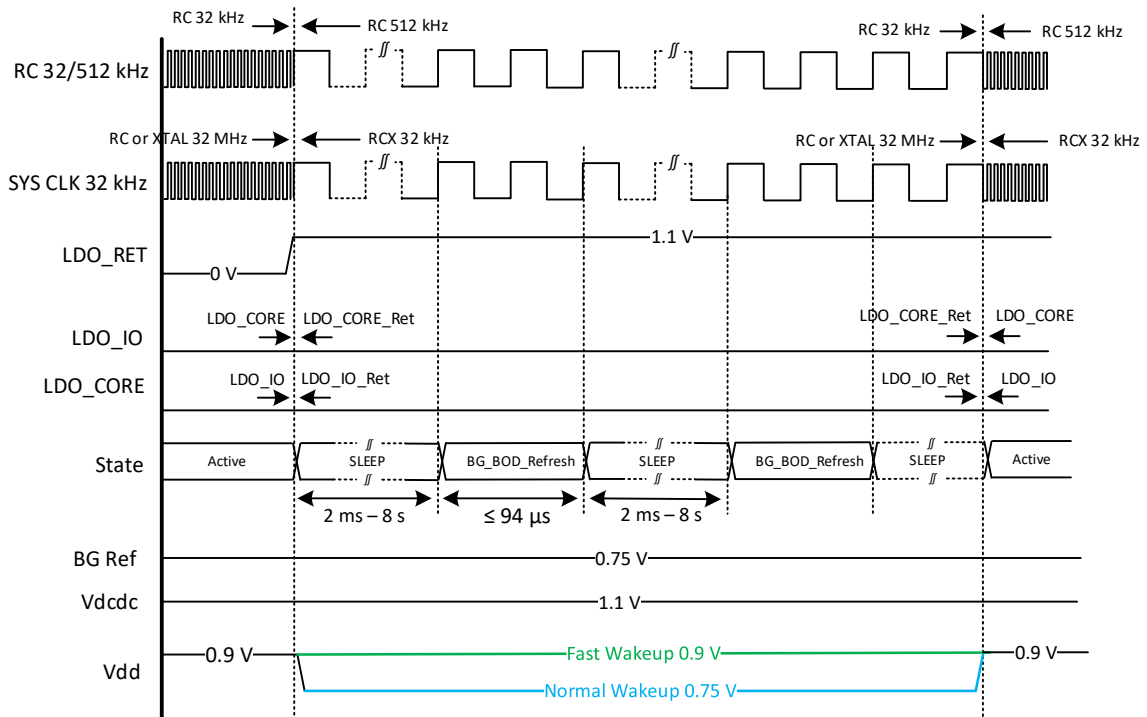 RC 32 kHz RC 512 kHz RC 32 kHz RC 512 kHz
RC 32/512 kHz
RC or XTAL 32 MHz RCX 32 kHz RC or XTAL 32 MHz RCX 32 kHz
SYS CLK 32 kHz
1.1 V
LDO_RET
0 V
LDO_CORE LDO_CORE_Ret LDO_CORE_Ret LDO_CORE
LDO_IO
LDO_IO LDO_IO_Ret LDO_IO_Ret LDO_IO
LDO_CORE
State Active SLEEP BG_BOD_Refresh SLEEP BG_BOD_Refresh SLEEP Active
2 ms – 8 s ≤ 94 µs 2 ms – 8 s
BG Ref 0.75 V
Vdcdc 1.1 V
0.9 V Fast Wakeup 0.9 V 0.9 V
Vdd
Normal Wakeup 0.75 V